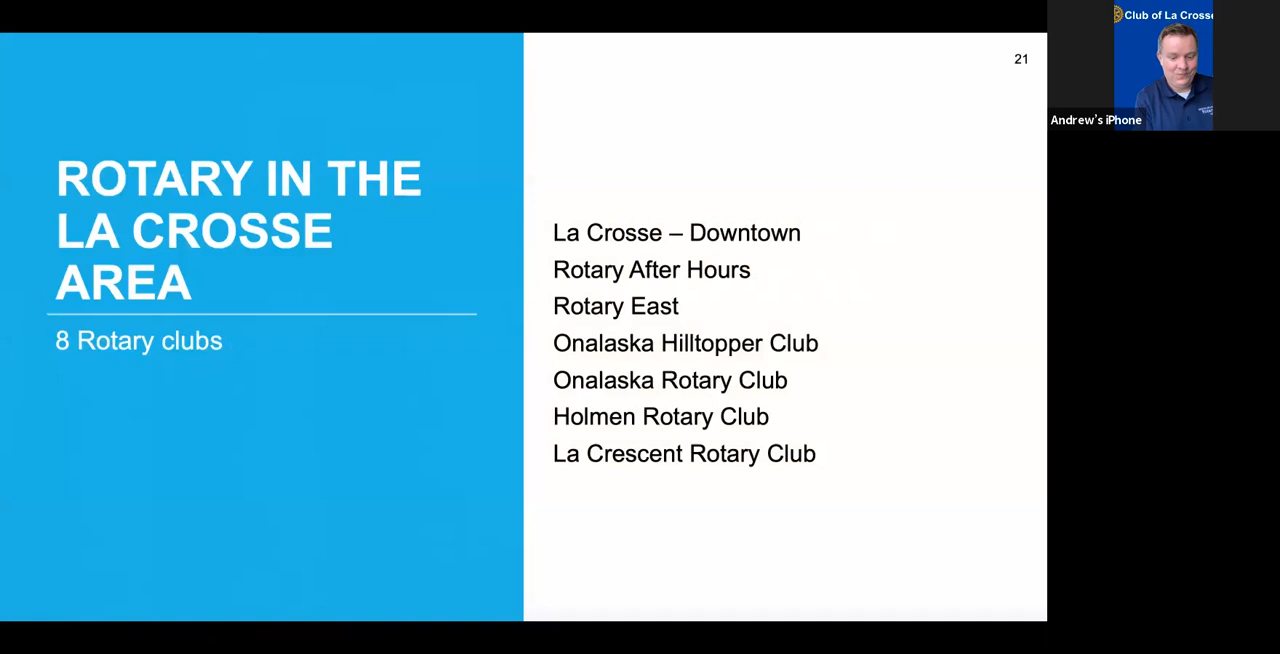 Club of La Crosse
21
ROTARY IN THE
LA CROSSE
AREA
8 Rotary clubs
La Crosse – Downtown
Rotary After Hours
Rotary East
Onalaska Hilltopper Club
Onalaska Rotary Club
Holmen Rotary Club
La Crescent Rotary Club
Andrew's iPhone